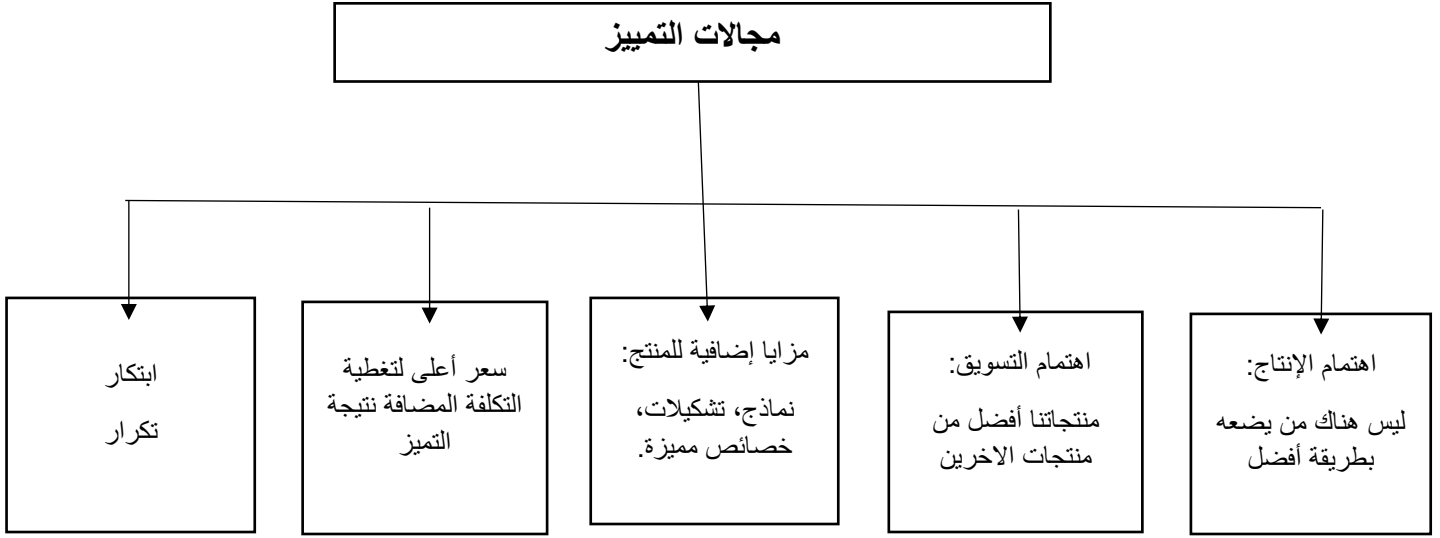 مجالات التمييز
اهتمام الإنتاج:
ليس هناك من يضعه
بطريقة أفضل
اهتمام التسويق:
منتجاتنا أفضل من
منتجات الاخرين
مزايا إضافية للمنتج:
نماذج، تشكيلات،
خصائص مميزة.
سعر أعلى لتغطية
التكلفة المضافة نتيجة
التميز
ابتكار
تكرار